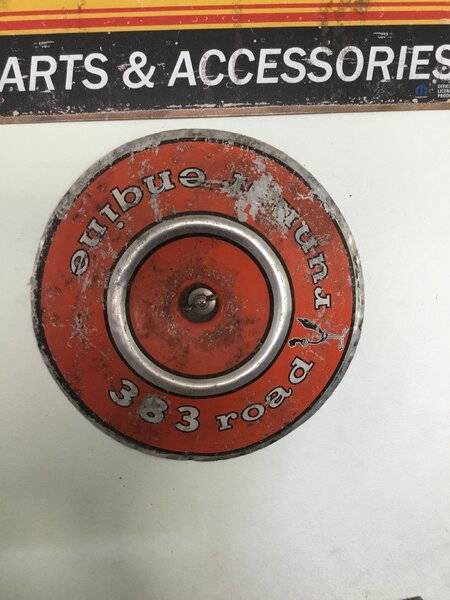 ARTS & ACCESSORIES
383 road runner engine